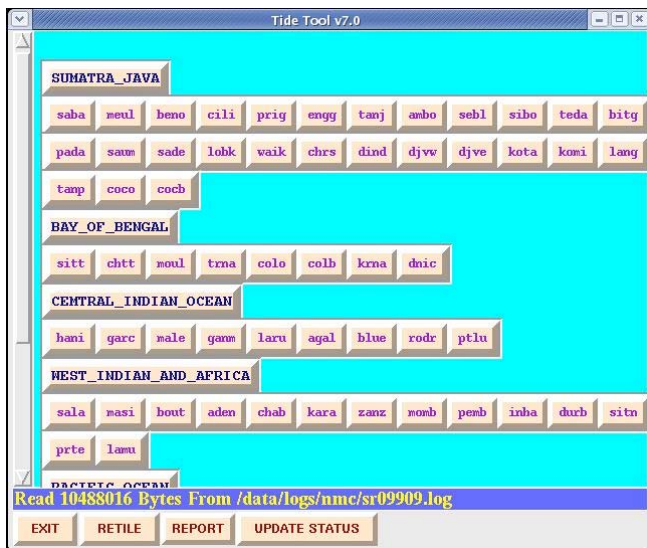 Tide Tool v7.0
SUMATRA_JAVA
saba meul beno cili prig engg tanj ambo sebl sibo teda bitg
pada saum sade lobk waik chrs dind djvw djve kota komi lang
tanp coco cocb
BAY_OF_BENGAL
sitt chtt moul trna colo colb krna dnic
CEMTRAL_INDIAN_OCEAN
hani garc male ganm laru agal blue rodr ptlu
WEST_INDIAN_AND_AFRICA
sala masi bout aden chab kara zanz momb pemb inha durb sitn
prte lamu
PACIFIC_OCEAN
Read 10488016 Bytes From /data/logs/nmc/sr09909.log
EXIT RETILE REPORT UPDATE STATUS